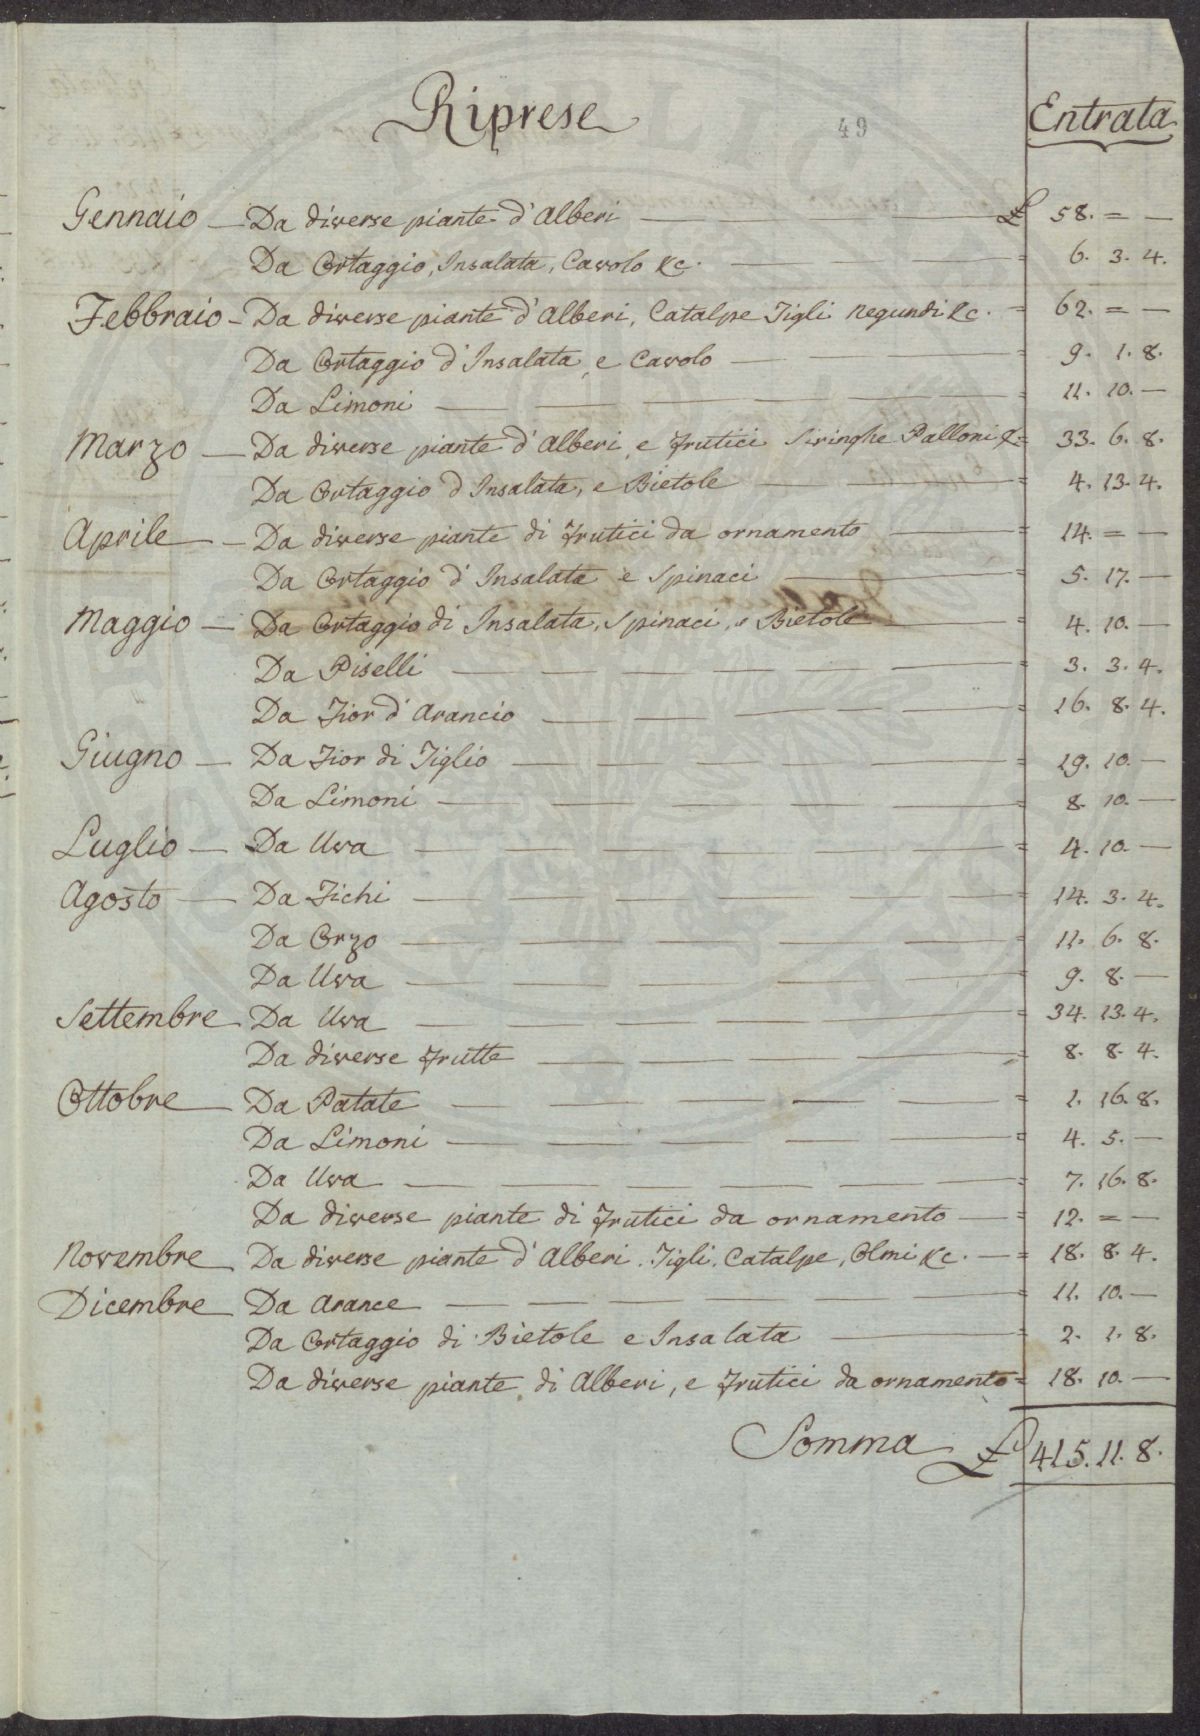 Riprese
49
Entrata
Gennaio — Da diverse piante d'Alberi — £ 58. = —
Da Ortaggio, Insalata, Cavolo &c. — 6. 3. 4.
Febbraio - Da diverse piante d'Alberi, Catalpe Tigli negundi &c. = 62. = —
Da Ortaggio d'Insalata, e Cavolo — = 9. 1. 8.
Da Limoni — = 11. 10. —
Marzo — Da diverse piante d'Alberi, e frutici Siringhe Palloni &c = 33. 6. 8.
Da Ortaggio d'Insalata, e Bietole — = 4. 13. 4.
Aprile — Da diverse piante di frutici da ornamento — = 14. = —
Da Ortaggio d'Insalata e Spinaci — = 5. 17. —
Maggio — Da Ortaggio di Insalata, Spinaci, e Bietole — = 4. 10. —
Da Piselli — = 3. 3. 4.
Da Fior d'Arancio — = 16. 8. 4.
Giugno — Da Fior di Tiglio — = 19. 10. —
Da Limoni — = 8. 10. —
Luglio — Da Uva — = 4. 10. —
Agosto — Da Fichi — = 14. 3. 4.
Da Orzo — = 11. 6. 8.
Da Uva — = 9. 8. —
Settembre Da Uva — = 34. 13. 4.
Da diverse frutte — = 8. 8. 4.
Ottobre — Da Patate — = 1. 16. 8.
Da Limoni — = 4. 5. —
Da Uva — = 7. 16. 8.
Da diverse piante di frutici da ornamento — = 12. = —
Novembre Da diverse piante d'Alberi. Tigli, Catalpe, Olmi &c. — = 18. 8. 4.
Dicembre Da Arance — = 11. 10. —
Da Ortaggio di Bietole e Insalata — = 2. 1. 8.
Da diverse piante di Alberi, e frutici da ornamento = 18. 10. —
Somma £ 415. 11. 8.